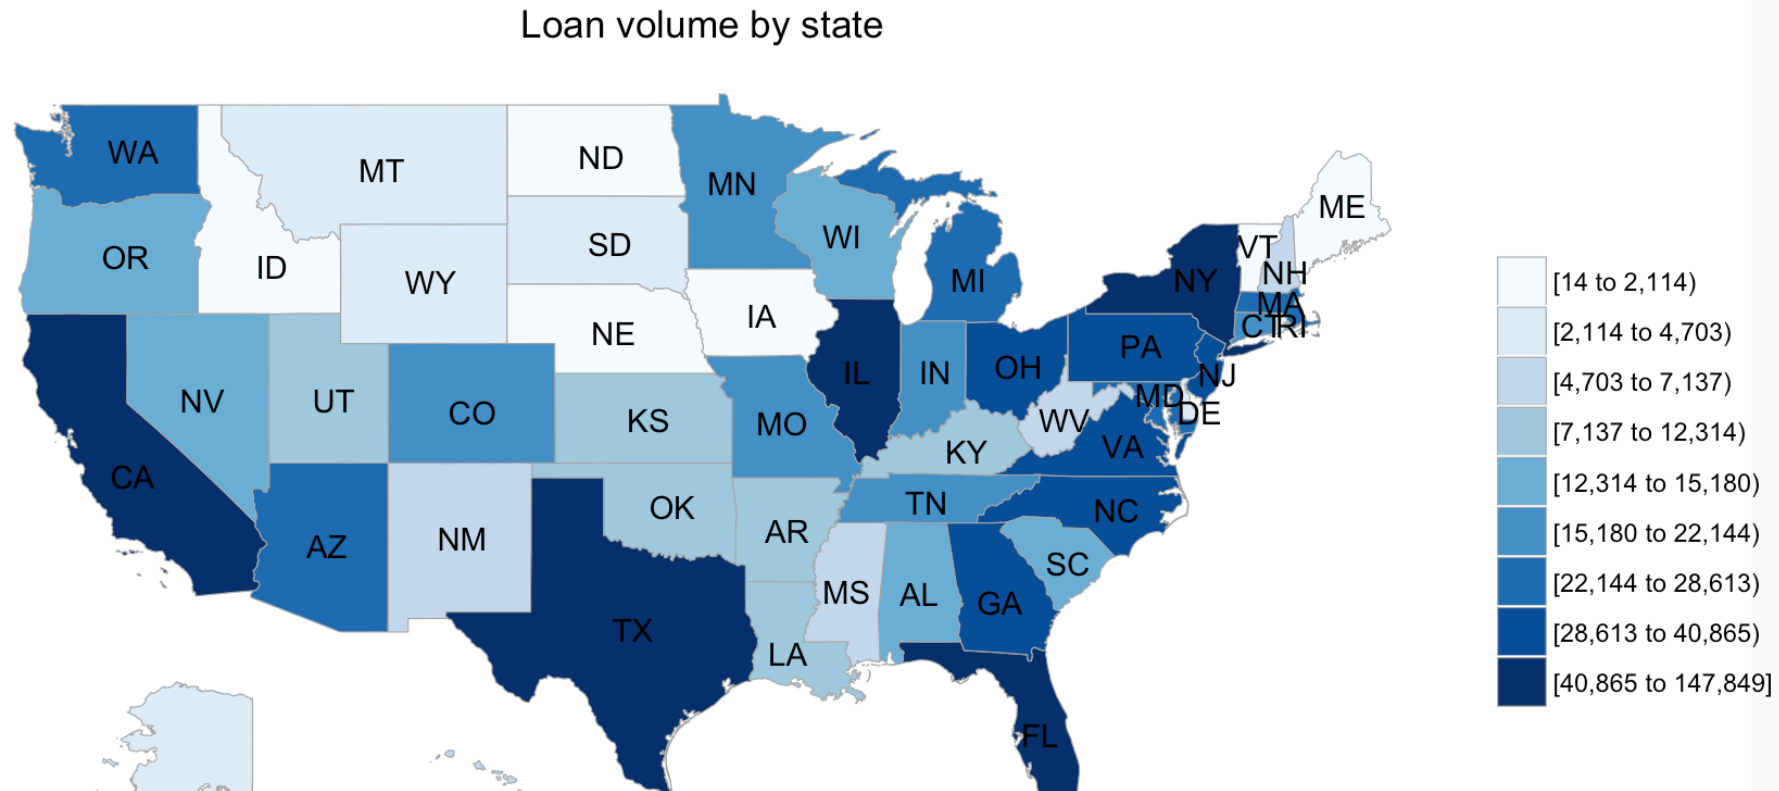 Loan volume by state
WA
MT
ND
MN
ME
OR
ID
WY
SD
WI
MI
NY
VT
NH
MA
CT
RI
NE
IA
PA
NJ
NV
UT
CO
KS
MO
IL
IN
OH
MD
DE
WV
VA
KY
CA
AZ
NM
OK
AR
TN
NC
SC
TX
LA
MS
AL
GA
FL
[14 to 2,114)
[2,114 to 4,703)
[4,703 to 7,137)
[7,137 to 12,314)
[12,314 to 15,180)
[15,180 to 22,144)
[22,144 to 28,613)
[28,613 to 40,865)
[40,865 to 147,849]